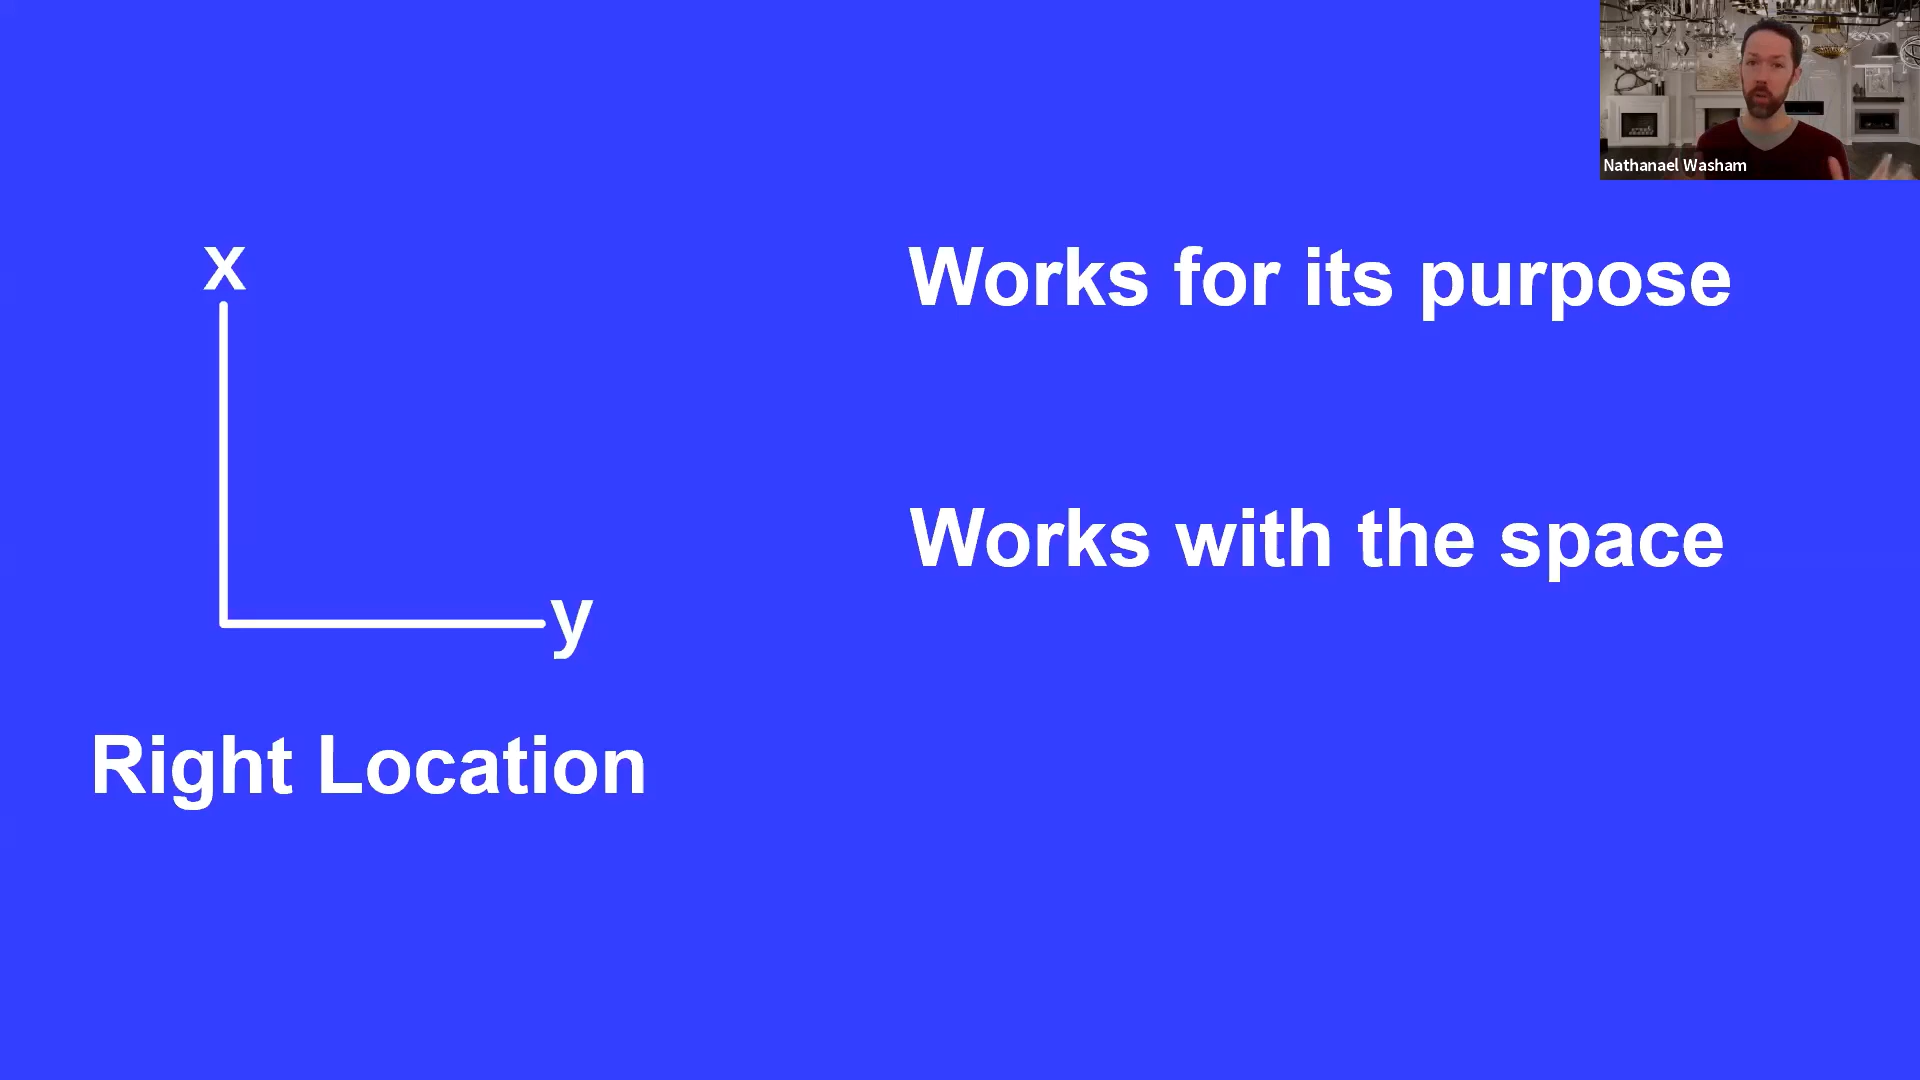 Nathanael Washam
x
Works for its purpose
Works with the space
y
Right Location